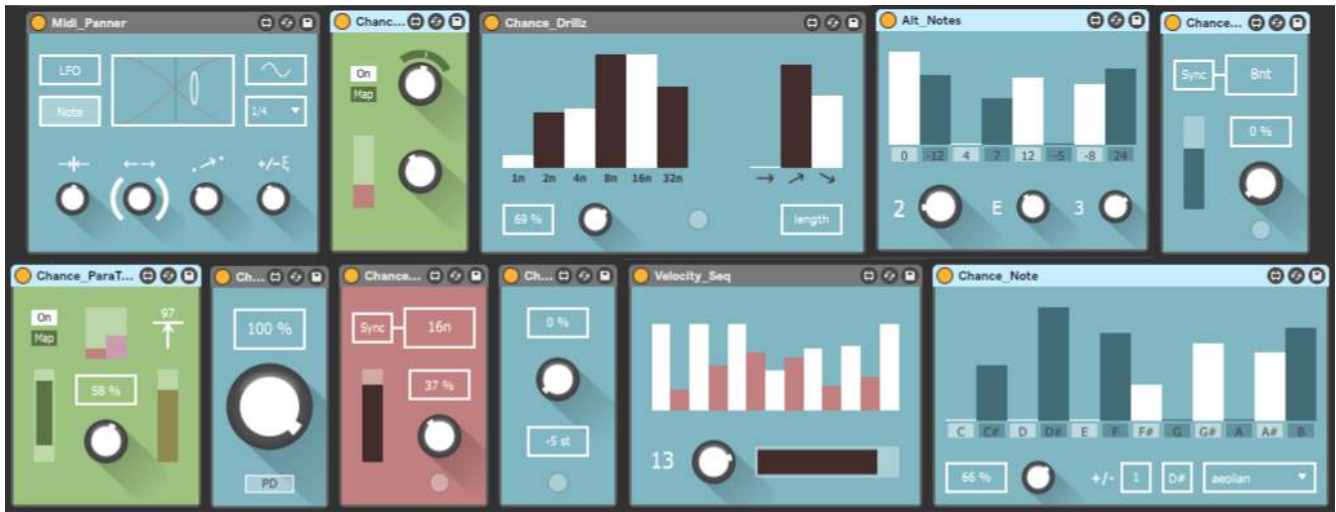 Midi_Panner
LFO
Note
1/4
+/-ξ
Chanc...
On
Map
Chance_Drillz
1n 2n 4n 8n 16n 32n
69 %
length
Alt_Notes
0 -12 4 7 12 -5 -8 24
2 E 3
Chance...
Sync 8nt
0 %
Chance_ParaT...
On
Map
97
58 %
Ch...
100 %
PD
Chance...
Sync 16n
37 %
Ch...
0 %
-5 st
Velocity_Seq
13
Chance_Note
C C# D D# E F F# G G# A A# B
66 % +/- 1 D# aeolian